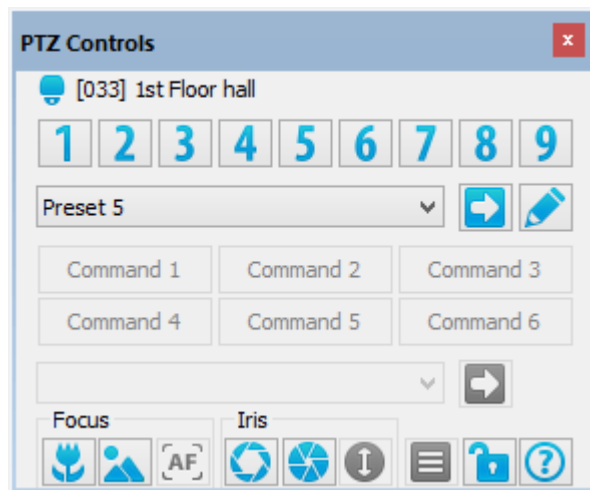 PTZ Controls
x
[033] 1st Floor hall
1 2 3 4 5 6 7 8 9
Preset 5
Command 1 Command 2 Command 3
Command 4 Command 5 Command 6
Focus Iris
AF ?